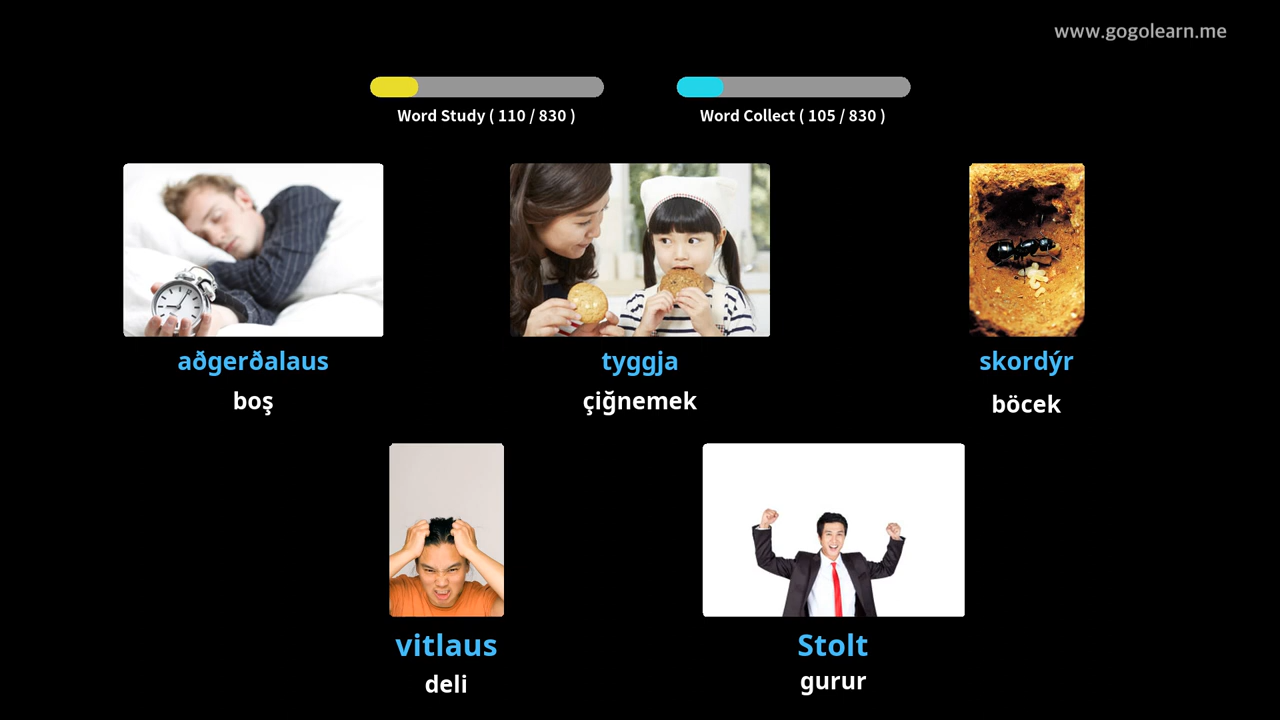 www.gogolearn.me
Word Study ( 110 / 830 )
Word Collect ( 105 / 830 )
aðgerðalaus
boş
tyggja
çiğnemek
skordýr
böcek
vitlaus
deli
Stolt
gurur